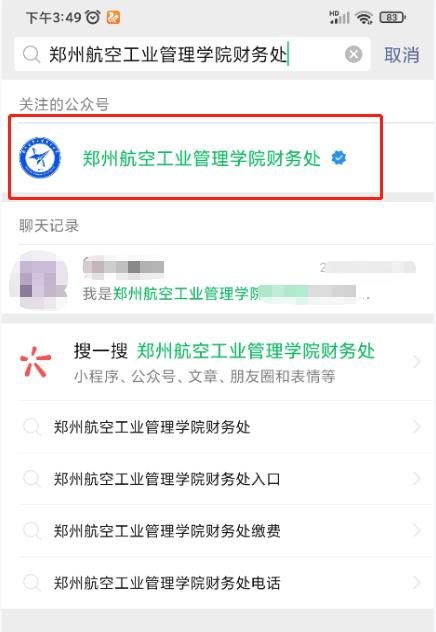 下午3:49
HD
83
郑州航空工业管理学院财务处
取消
关注的公众号
郑州航空工业管理学院财务处
聊天记录
我是郑州航空工业管理学院
搜一搜 郑州航空工业管理学院财务处
小程序、公众号、文章、朋友圈和表情等
郑州航空工业管理学院财务处
郑州航空工业管理学院财务处入口
郑州航空工业管理学院财务处缴费
郑州航空工业管理学院财务处电话